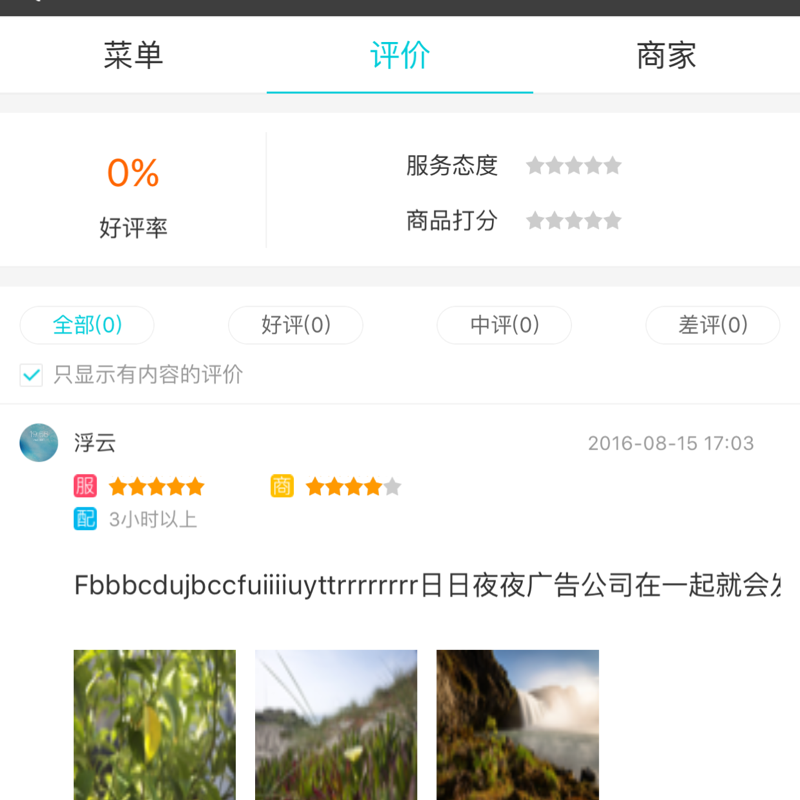 菜单 评价 商家
0%
好评率
服务态度
商品打分
全部(0) 好评(0) 中评(0) 差评(0)
只显示有内容的评价
浮云 2016-08-15 17:03
服 商
配 3小时以上
Fbbbcdujbccfuiiiiuyttrrrrrrrr日日夜夜广告公司在一起就会